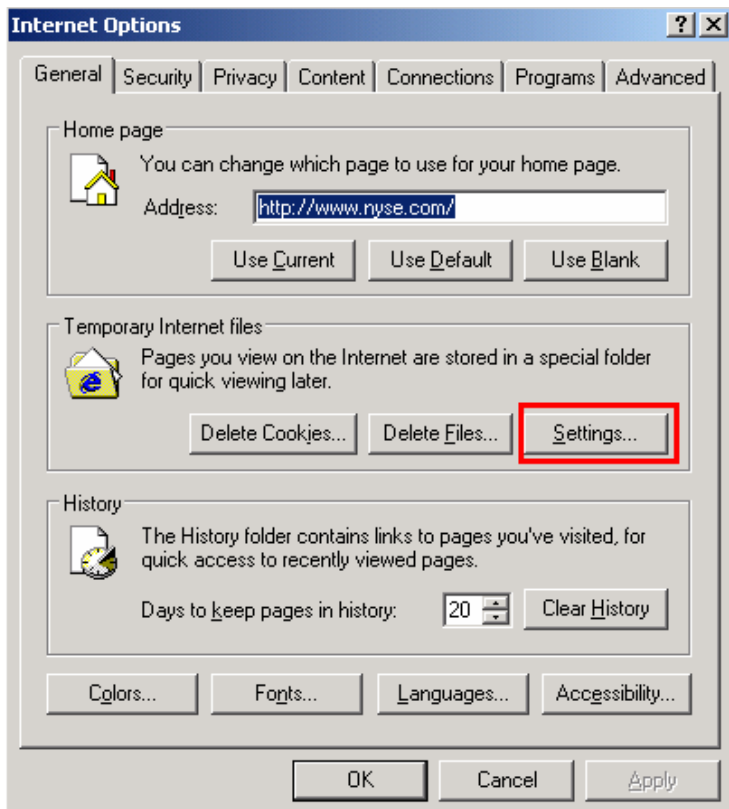 Internet Options
General Security Privacy Content Connections Programs Advanced
Home page
You can change which page to use for your home page.
Address: http://www.nyse.com/
Use Current Use Default Use Blank
Temporary Internet files
Pages you view on the Internet are stored in a special folder
for quick viewing later.
Delete Cookies... Delete Files... Settings...
History
The History folder contains links to pages you've visited, for
quick access to recently viewed pages.
Days to keep pages in history: 20 Clear History
Colors... Fonts... Languages... Accessibility...
OK Cancel Apply